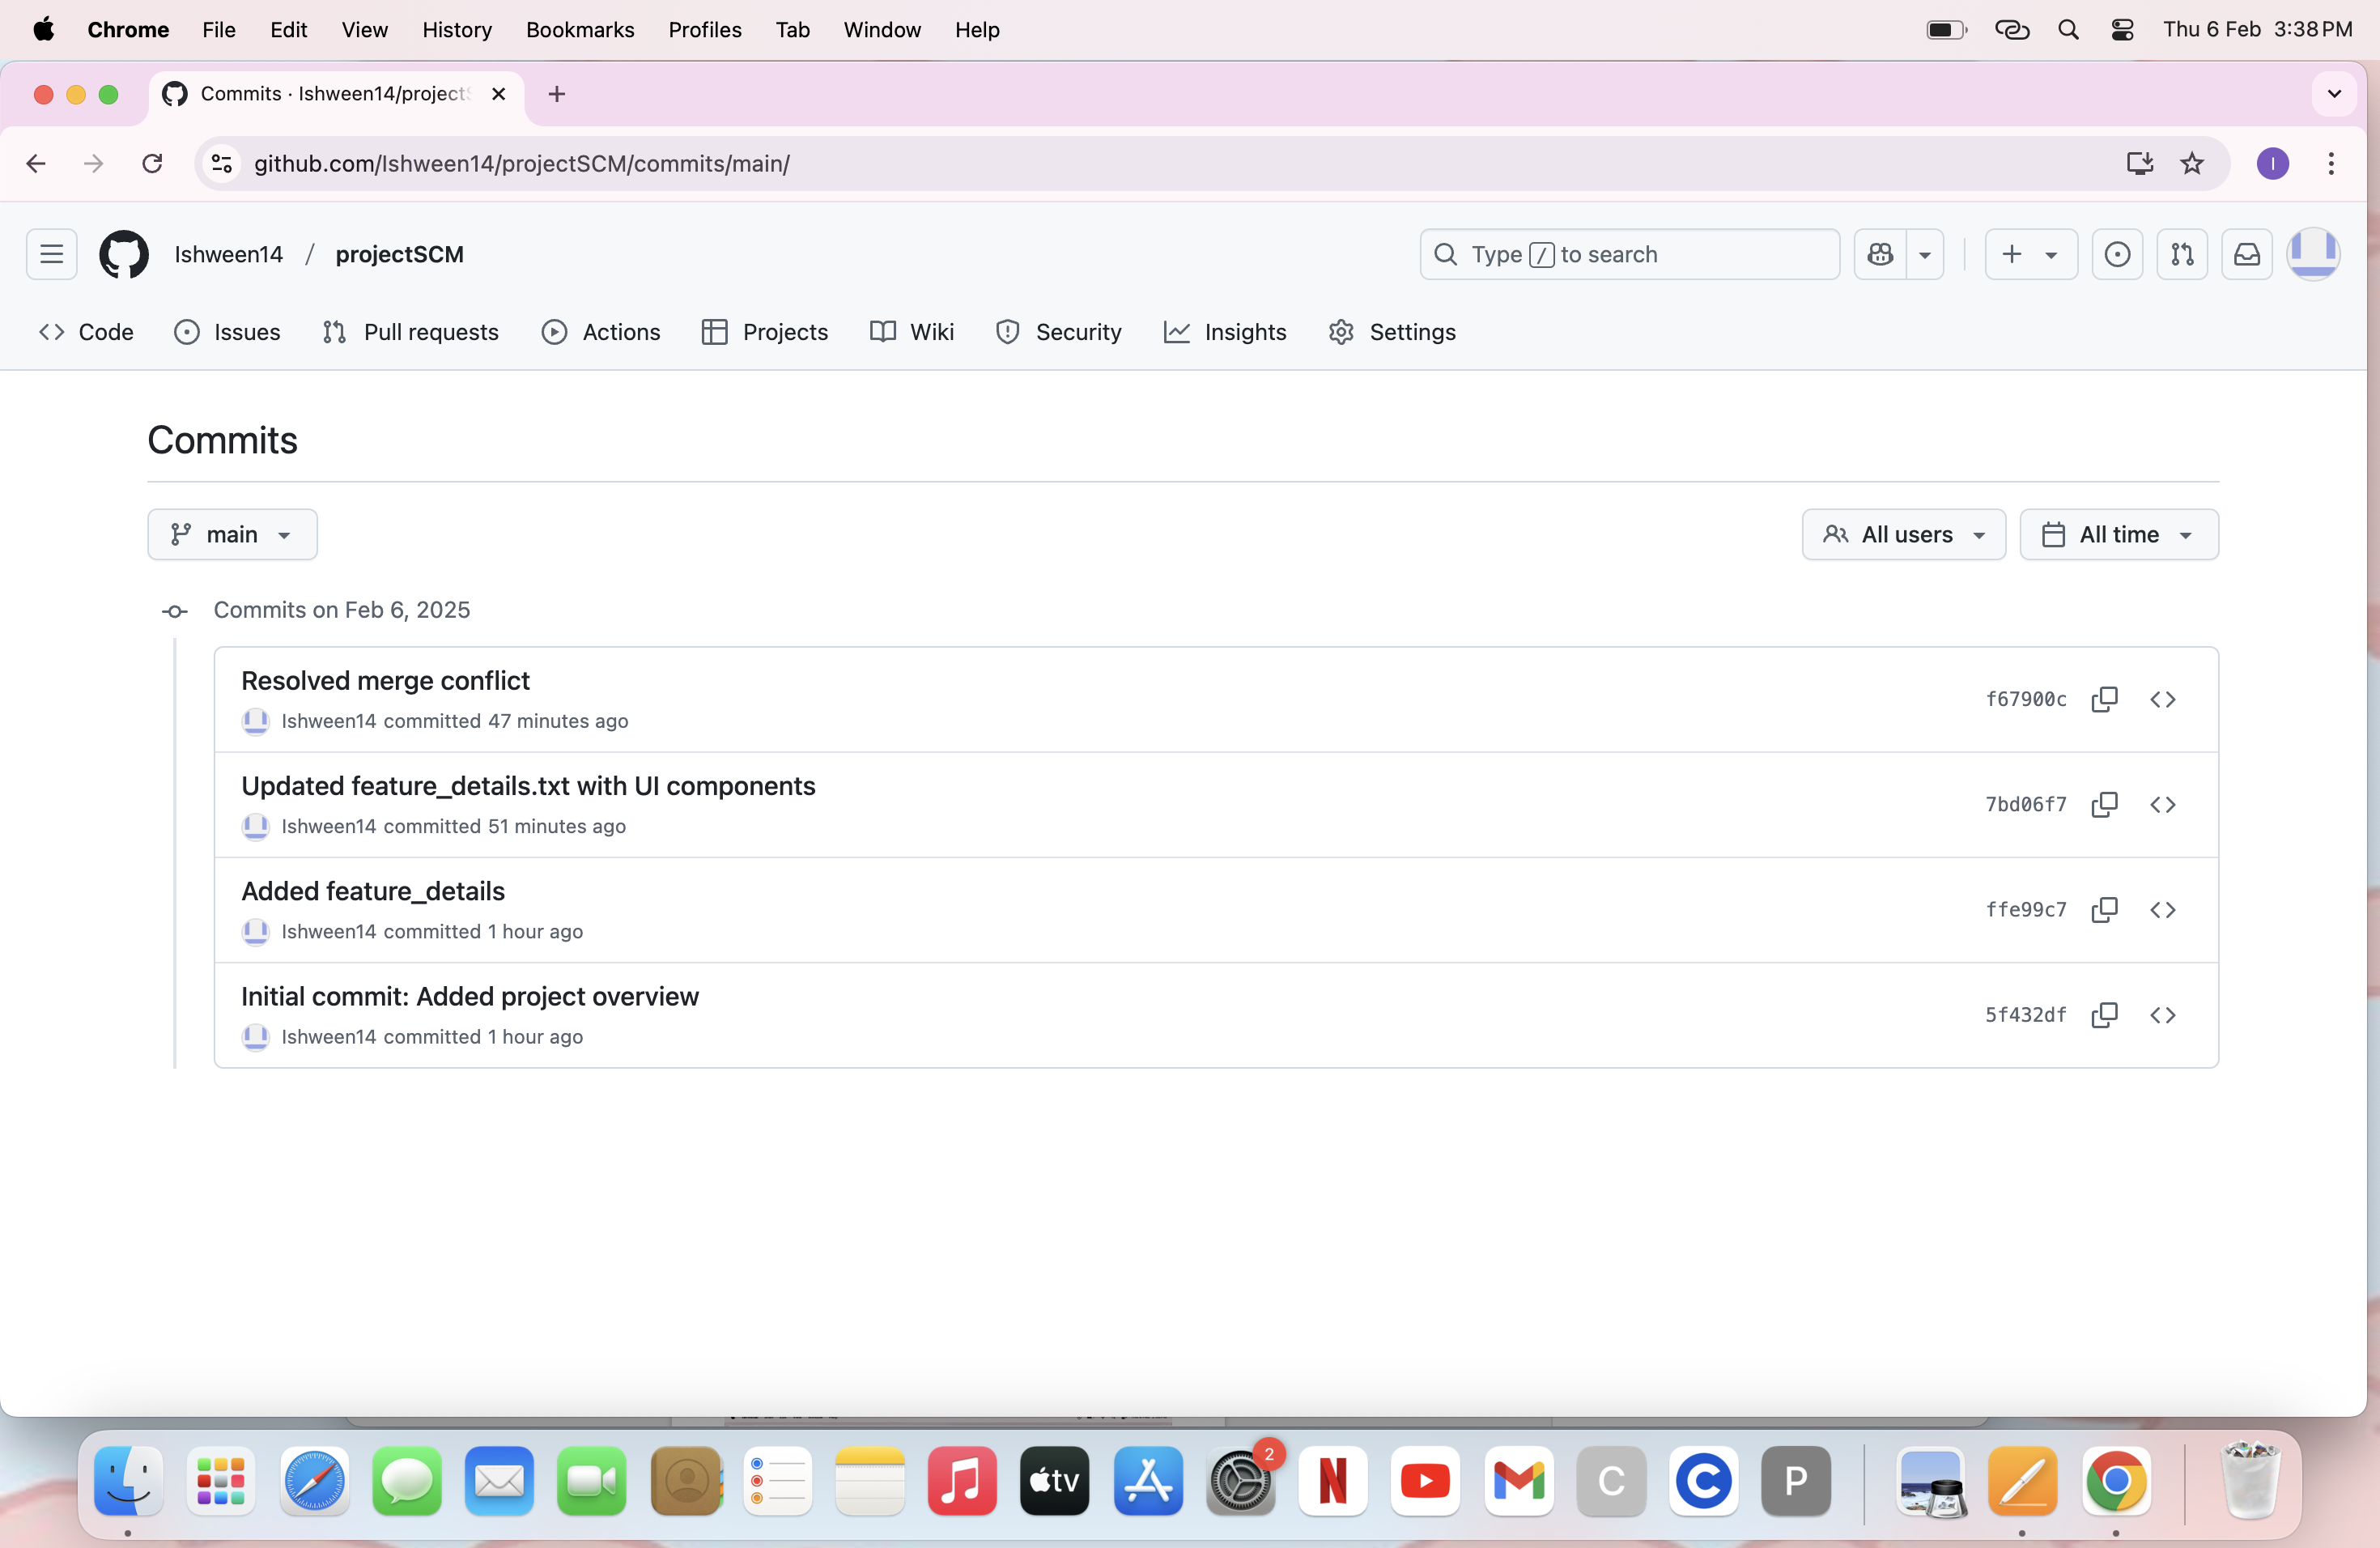 Chrome File Edit View History Bookmarks Profiles Tab Window Help Thu 6 Feb 3:38 PM
Commits · Ishween14/project
github.com/Ishween14/projectSCM/commits/main/ I
Ishween14 / projectSCM Type / to search
Code Issues Pull requests Actions Projects Wiki Security Insights Settings
Commits
main All users All time
Commits on Feb 6, 2025
Resolved merge conflict
Ishween14 committed 47 minutes ago f67900c
Updated feature_details.txt with UI components
Ishween14 committed 51 minutes ago 7bd06f7
Added feature_details
Ishween14 committed 1 hour ago ffe99c7
Initial commit: Added project overview
Ishween14 committed 1 hour ago 5f432df
tv 2 N C C P